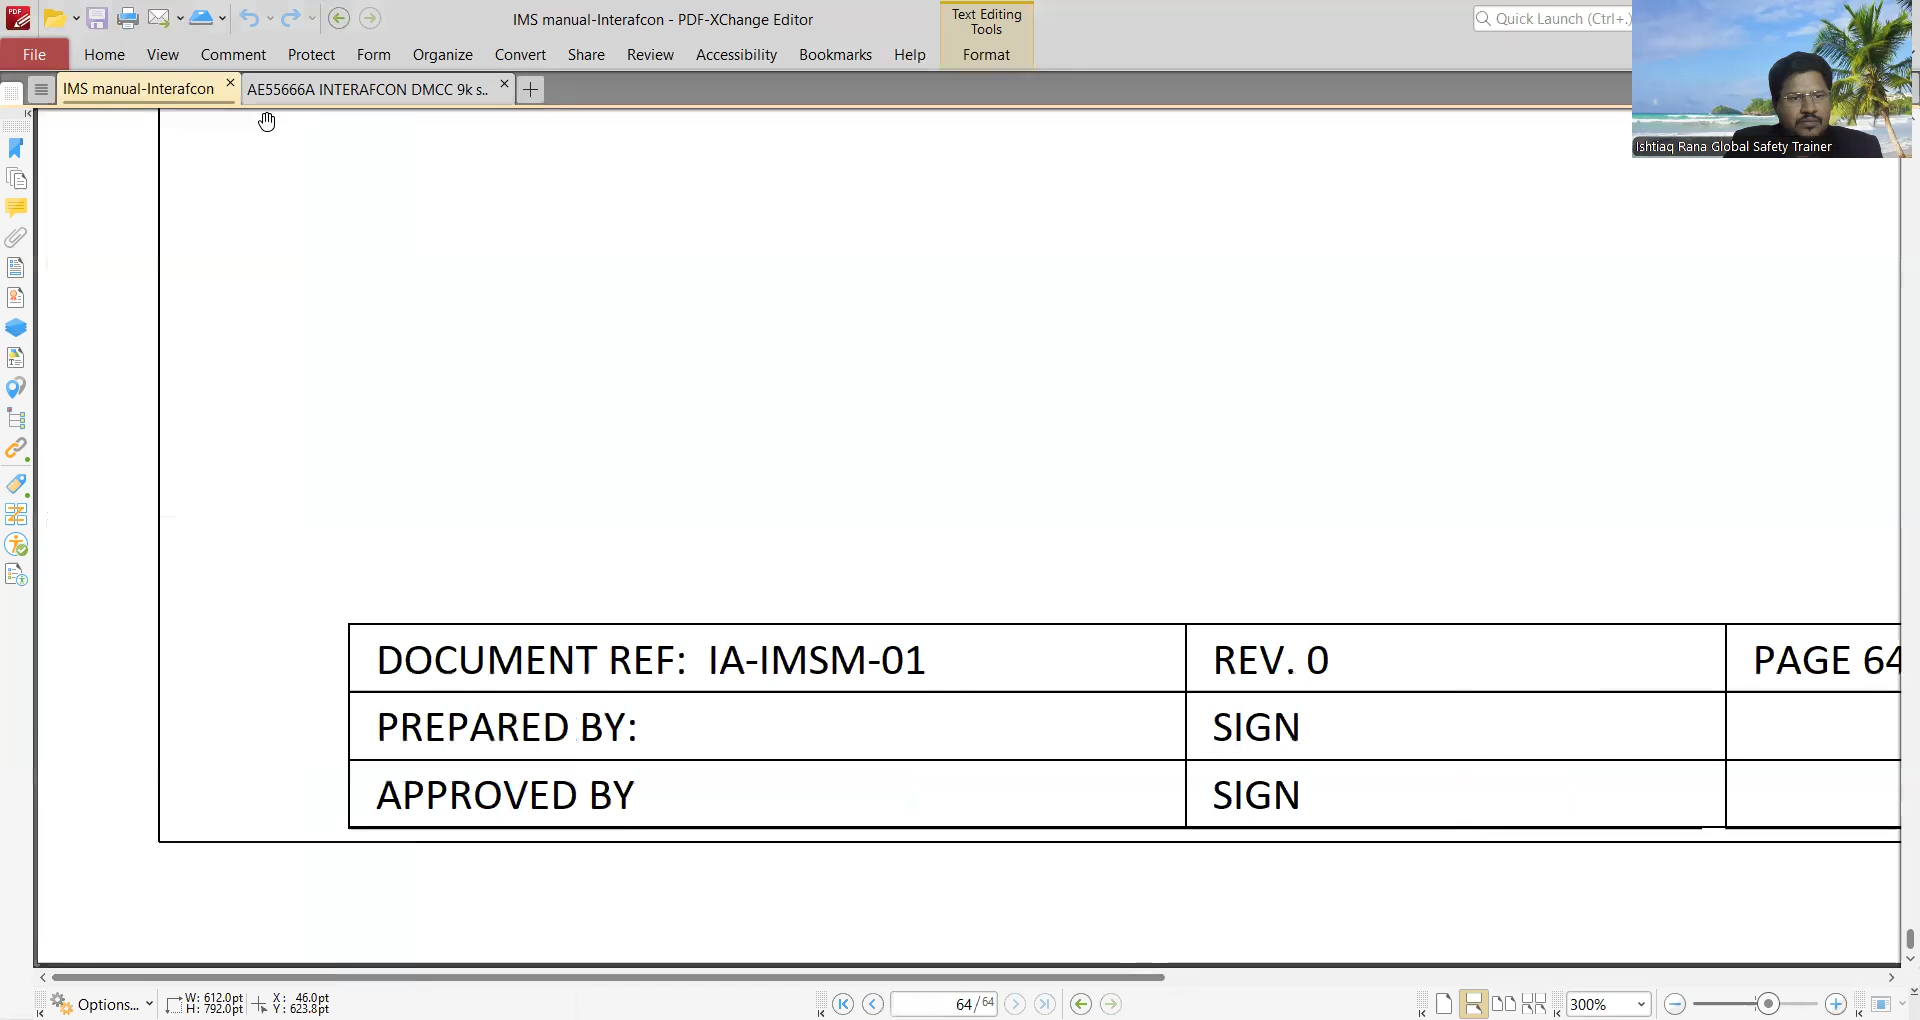 IMS manual-Interafcon - PDF-XChange Editor
Text Editing Tools
Quick Launch (Ctrl+.)
File Home View Comment Protect Form Organize Convert Share Review Accessibility Bookmarks Help Format
IMS manual-Interafcon × AE55666A INTERAFCON DMCC 9k s.. × +
Ishtiaq Rana Global Safety Trainer
DOCUMENT REF: IA-IMSM-01 REV. 0 PAGE 64
PREPARED BY: SIGN
APPROVED BY SIGN
Options... W: 612.0pt X: 46.0pt
H: 792.0pt Y: 623.8pt
64 / 64
300%